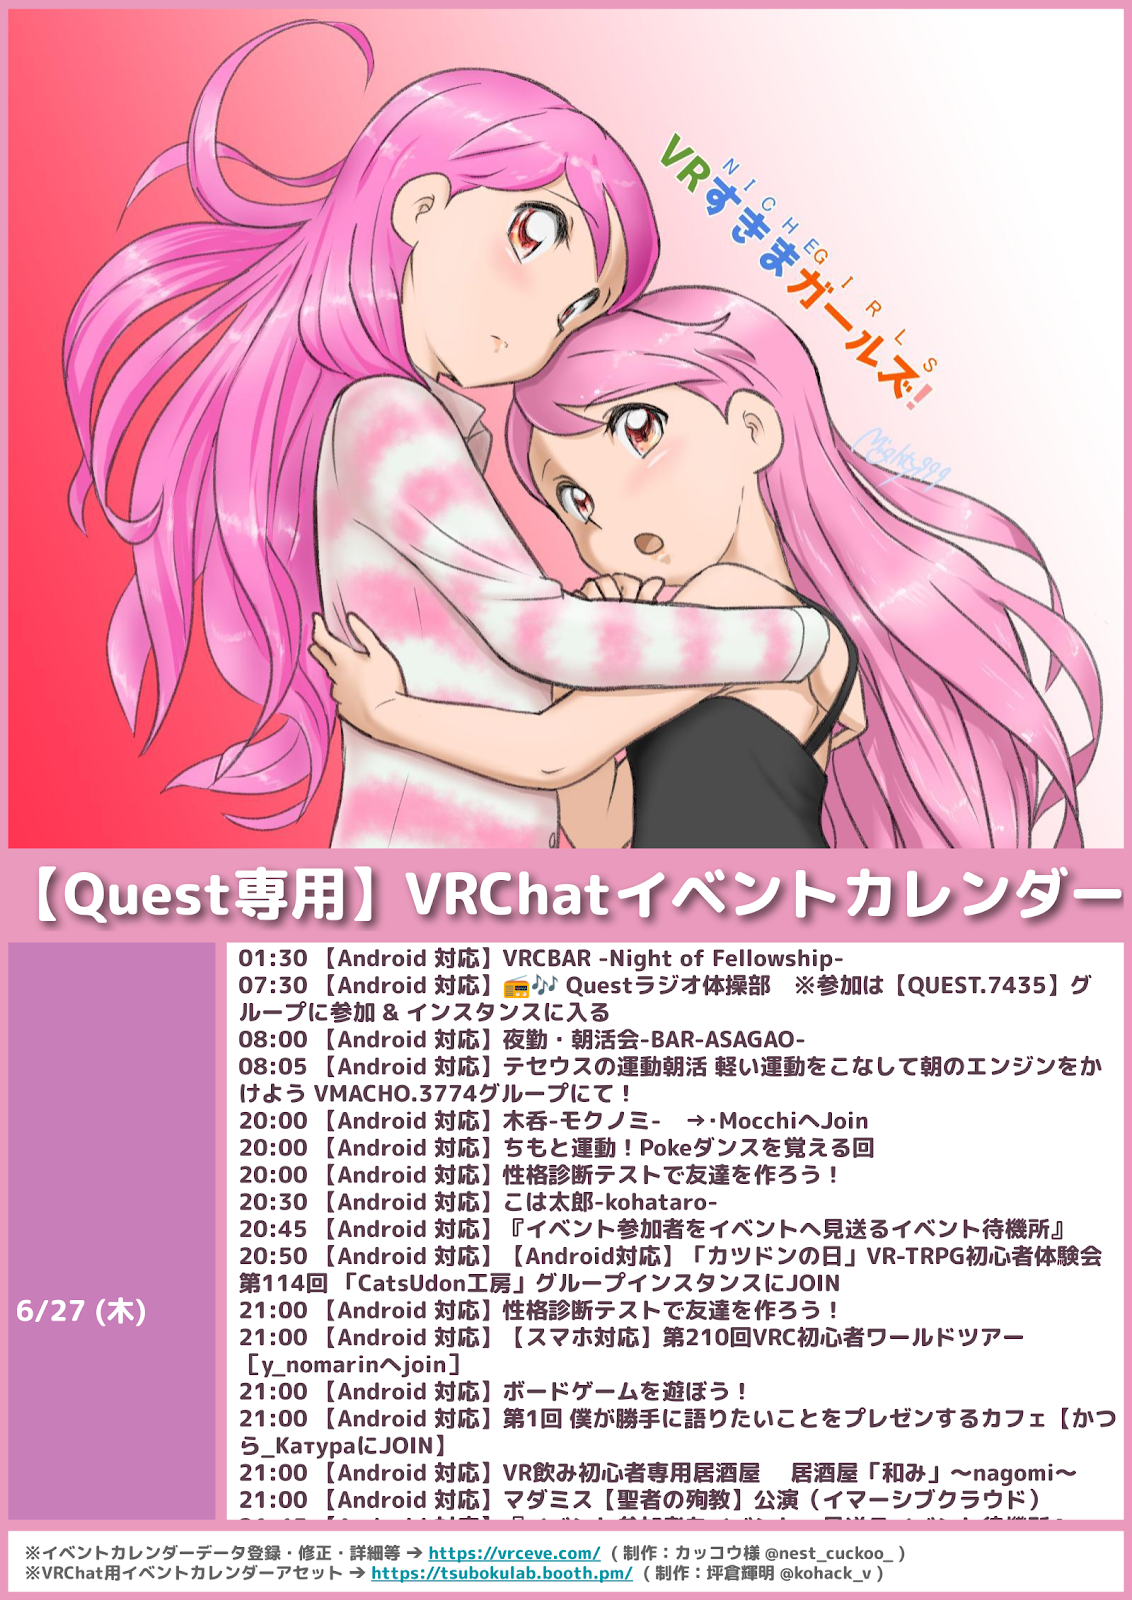 VRすきまガールズ!
NICHE GIRLS
Mighty999
【Quest専用】VRChatイベントカレンダー
6/27 (木)
01:30 【Android 対応】VRCBAR -Night of Fellowship-
07:30 【Android 対応】📻🎶 Questラジオ体操部　※参加は【QUEST.7435】グ
ループに参加 & インスタンスに入る
08:00 【Android 対応】夜勤・朝活会-BAR-ASAGAO-
08:05 【Android 対応】テセウスの運動朝活 軽い運動をこなして朝のエンジンをか
けよう VMACHO.3774グループにて！
20:00 【Android 対応】木呑-モクノミ-　→･MocchiへJoin
20:00 【Android 対応】ちもと運動！Pokeダンスを覚える回
20:00 【Android 対応】性格診断テストで友達を作ろう！
20:30 【Android 対応】こは太郎-kohataro-
20:45 【Android 対応】『イベント参加者をイベントへ見送るイベント待機所』
20:50 【Android 対応】【Android対応】「カツドンの日」VR-TRPG初心者体験会
第114回 「CatsUdon工房」グループインスタンスにJOIN
21:00 【Android 対応】性格診断テストで友達を作ろう！
21:00 【Android 対応】【スマホ対応】第210回VRC初心者ワールドツアー
［y_nomarinへjoin］
21:00 【Android 対応】ボードゲームを遊ぼう！
21:00 【Android 対応】第1回 僕が勝手に語りたいことをプレゼンするカフェ【かつ
ら_KатураにJOIN】
21:00 【Android 対応】VR飲み初心者専用居酒屋　 居酒屋「和み」～nagomi～
21:00 【Android 対応】マダミス【聖者の殉教】公演（イマーシブクラウド）
※イベントカレンダーデータ登録・修正・詳細等 ➔ https://vrceve.com/ （ 制作：カッコウ様 @nest_cuckoo_ ）
※VRChat用イベントカレンダーアセット ➔ https://tsubokulab.booth.pm/ （ 制作：坪倉輝明 @kohack_v ）